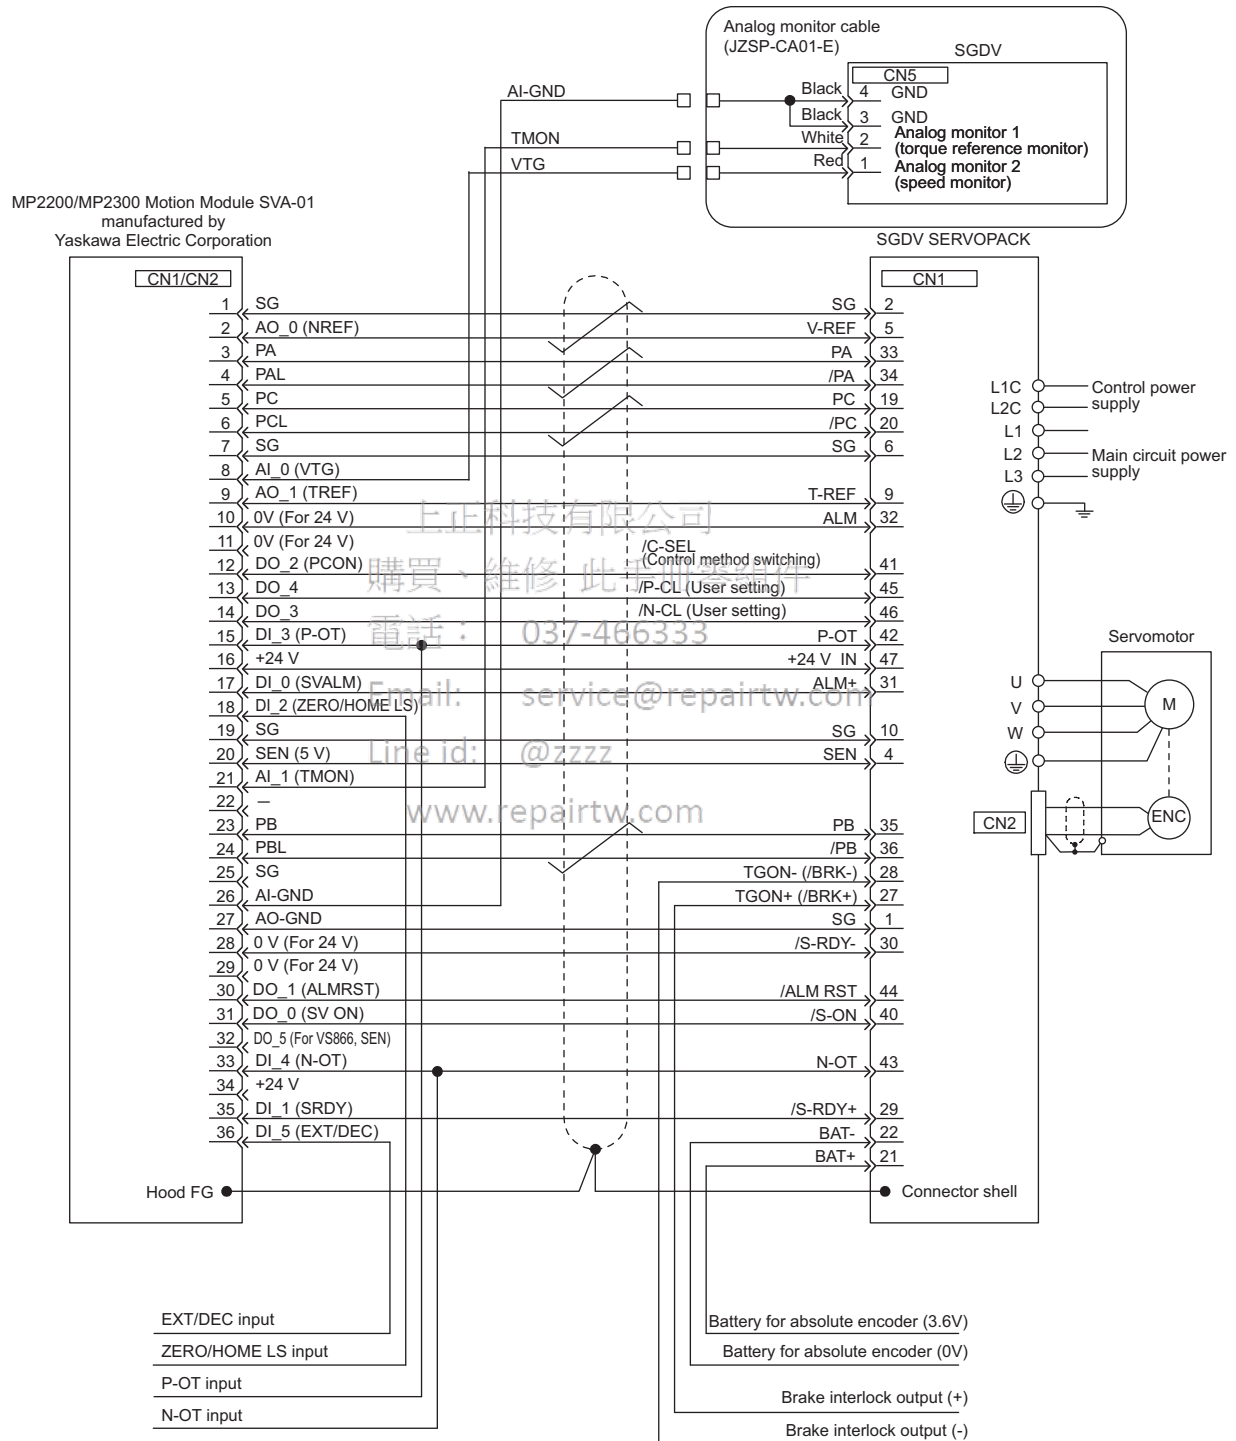 Analog monitor cable
(JZSP-CA01-E)
SGDV
CN5
AI-GND
Black 4 GND
Black 3 GND
TMON
White 2 Analog monitor 1
(torque reference monitor)
VTG
Red 1 Analog monitor 2
(speed monitor)
MP2200/MP2300 Motion Module SVA-01
manufactured by
Yaskawa Electric Corporation
SGDV SERVOPACK
CN1/CN2
CN1
1 SG SG 2
2 AO_0 (NREF) V-REF 5
3 PA PA 33
4 PAL /PA 34
5 PC PC 19
6 PCL /PC 20
7 SG SG 6
8 AI_0 (VTG)
9 AO_1 (TREF) T-REF 9
10 0V (For 24 V) ALM 32
11 0V (For 24 V)
/C-SEL
(Control method switching)
12 DO_2 (PCON) 41
13 DO_4 /P-CL (User setting) 45
14 DO_3 /N-CL (User setting) 46
15 DI_3 (P-OT) P-OT 42
16 +24 V +24 V IN 47
17 DI_0 (SVALM) ALM+ 31
18 DI_2 (ZERO/HOME LS)
19 SG SG 10
20 SEN (5 V) SEN 4
21 AI_1 (TMON)
22 –
23 PB PB 35
24 PBL /PB 36
25 SG TGON- (/BRK-) 28
26 AI-GND TGON+ (/BRK+) 27
27 AO-GND SG 1
28 0 V (For 24 V) /S-RDY- 30
29 0 V (For 24 V)
30 DO_1 (ALMRST) /ALM RST 44
31 DO_0 (SV ON) /S-ON 40
32 DO_5 (For VS866, SEN)
33 DI_4 (N-OT) N-OT 43
34 +24 V
35 DI_1 (SRDY) /S-RDY+ 29
36 DI_5 (EXT/DEC) BAT- 22
BAT+ 21
Hood FG
Connector shell
L1C Control power
L2C supply
L1
L2 Main circuit power
L3 supply
Servomotor
U
V
W
M
CN2
ENC
上正科技有限公司
購買、維修 此手冊零組件
電話： 037-466333
Email: service@repairtw.com
Line id: @zzzz
www.repairtw.com
EXT/DEC input
ZERO/HOME LS input
P-OT input
N-OT input
Battery for absolute encoder (3.6V)
Battery for absolute encoder (0V)
Brake interlock output (+)
Brake interlock output (-)